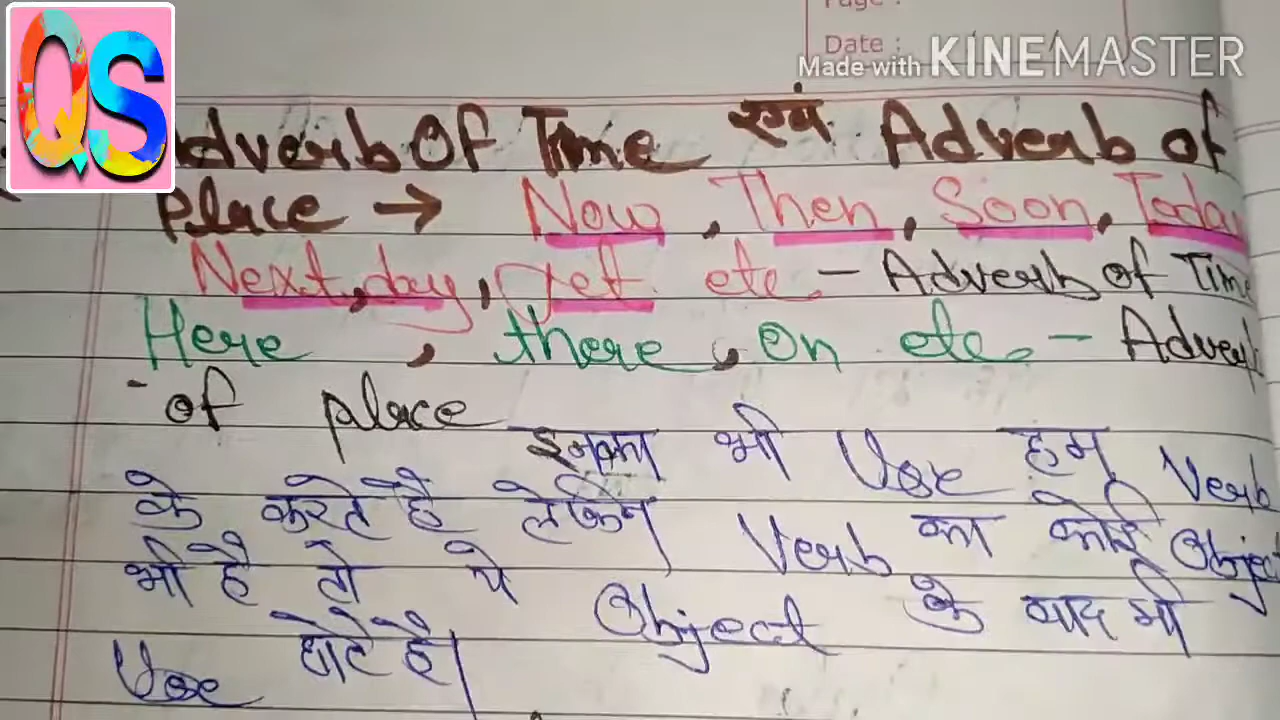 Page :
Date :
Made with KINEMASTER
QS
Adverb Of Time एवं Adverb of
Place → Now, Then, Soon, Today
Next, day, yet etc - Adverb of Time
Here, there, on etc. - Adverb
of place इनका भी Use हम Verb
के करते है लेकिन Verb का कोई Object
भी है तो ये Object के बाद भी
Use होते है।